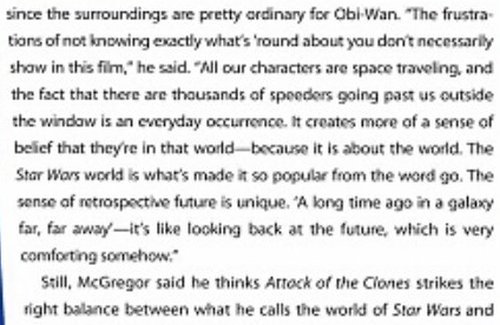 since the surroundings are pretty ordinary for Obi-Wan. "The frustra-
tions of not knowing exactly what's 'round about you don't necessarily
show in this film," he said. "All our characters are space traveling, and
the fact that there are thousands of speeders going past us outside
the window is an everyday occurrence. It creates more of a sense of
belief that they're in that world—because it is about the world. The
Star Wars world is what's made it so popular from the word go. The
sense of retrospective future is unique. 'A long time ago in a galaxy
far, far away'—it's like looking back at the future, which is very
comforting somehow."
Still, McGregor said he thinks Attack of the Clones strikes the
right balance between what he calls the world of Star Wars and